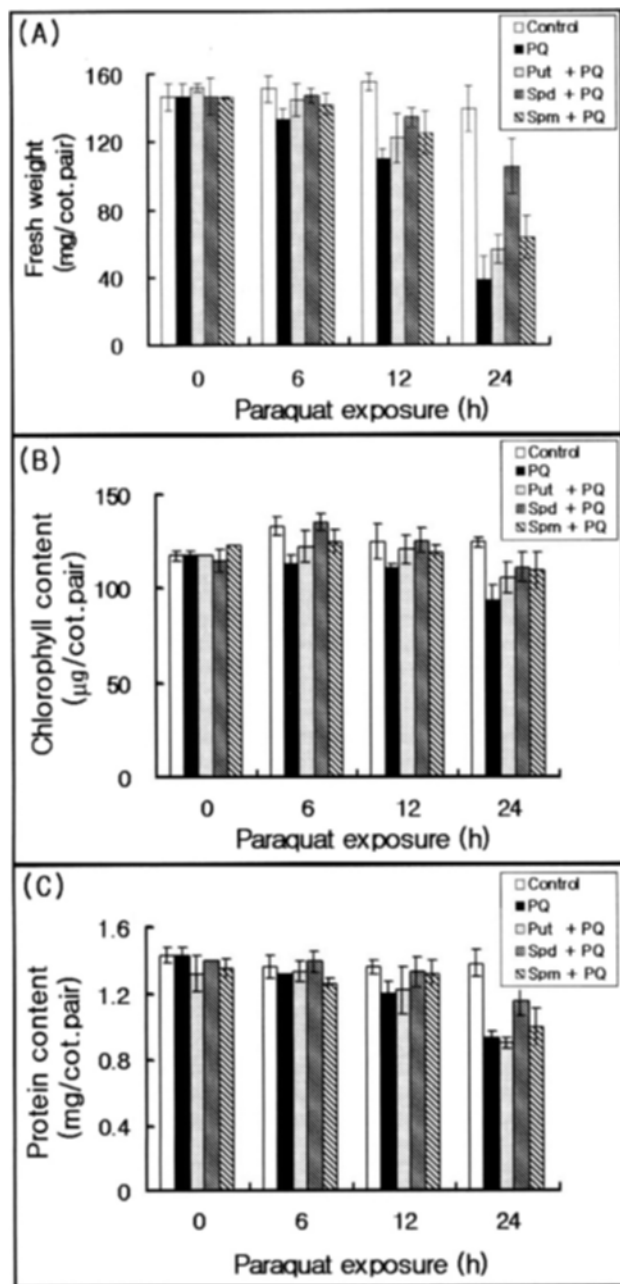 (A)
Control
PQ
Put + PQ
Spd + PQ
Spm + PQ
Fresh weight
(mg/cot.pair)
160
120
80
40
0
0 6 12 24
Paraquat exposure (h)
(B)
Control
PQ
Put + PQ
Spd + PQ
Spm + PQ
Chlorophyll content
(μg/cot.pair)
150
100
50
0
0 6 12 24
Paraquat exposure (h)
(C)
Control
PQ
Put + PQ
Spd + PQ
Spm + PQ
Protein content
(mg/cot.pair)
1.6
1.2
0.8
0.4
0
0 6 12 24
Paraquat exposure (h)